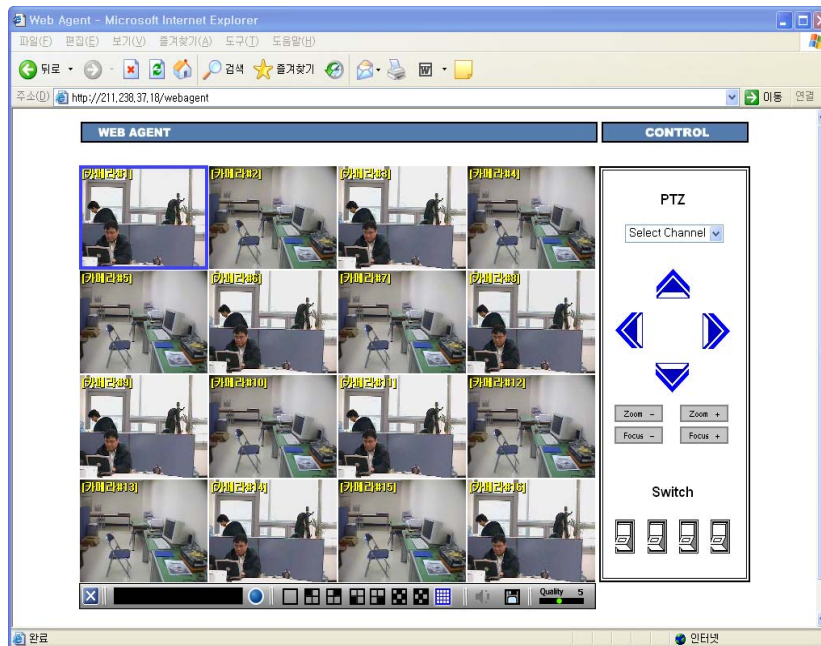 Web Agent - Microsoft Internet Explorer
파일(F) 편집(E) 보기(V) 즐겨찾기(A) 도구(T) 도움말(H)
뒤로 검색 즐겨찾기
주소(D) http://211,238,37,18/webagent 이동 연결
WEB AGENT CONTROL
[카메라#1] [카메라#2] [카메라#3] [카메라#4]
PTZ
Select Channel
[카메라#5] [카메라#6] [카메라#7] [카메라#8]
[카메라#9] [카메라#10] [카메라#11] [카메라#12]
Zoom - Zoom +
Focus - Focus +
[카메라#13] [카메라#14] [카메라#15] [카메라#16]
Switch
Quality 5
완료 인터넷